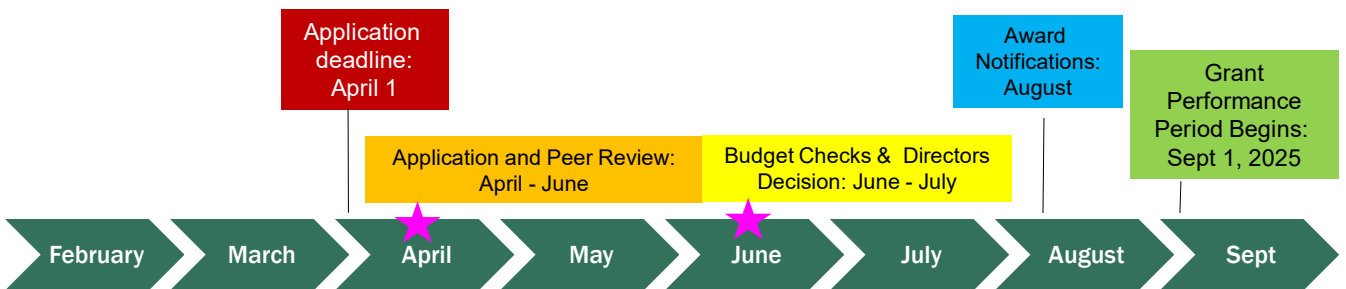 Application
deadline:
April 1
Award
Notifications:
August
Grant
Performance
Period Begins:
Sept 1, 2025
Application and Peer Review:
April - June
Budget Checks &  Directors
Decision: June - July
February
March
April
May
June
July
August
Sept